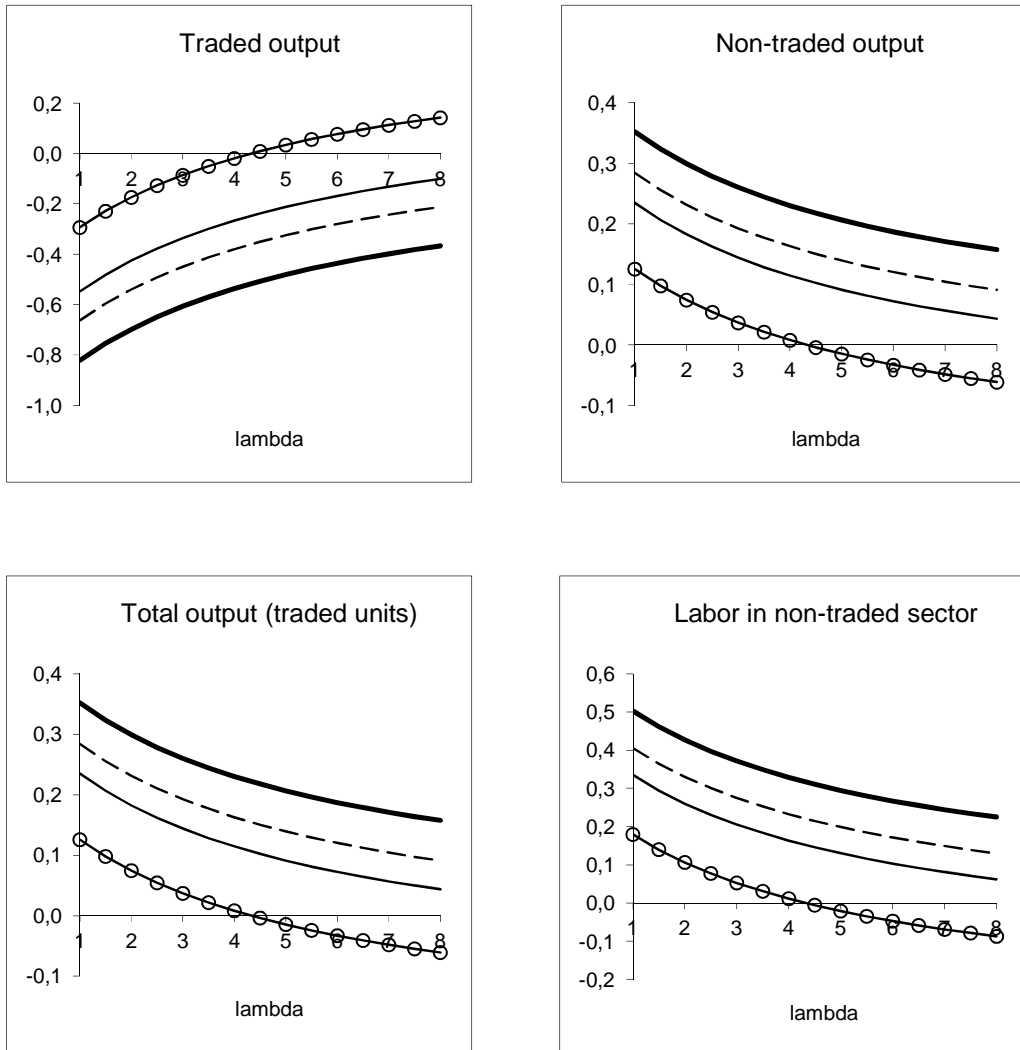 Traded output
0,2
0,0
-0,2
-0,4
-0,6
-0,8
-1,0
1 2 3 4 5 6 7 8
lambda
Non-traded output
0,4
0,3
0,2
0,1
0,0
-0,1
1 2 3 4 5 6 7 8
lambda
Total output (traded units)
0,4
0,3
0,2
0,1
0,0
-0,1
1 2 3 4 5 6 7 8
lambda
Labor in non-traded sector
0,6
0,5
0,4
0,3
0,2
0,1
0,0
-0,1
-0,2
1 2 3 4 5 6 7 8
lambda